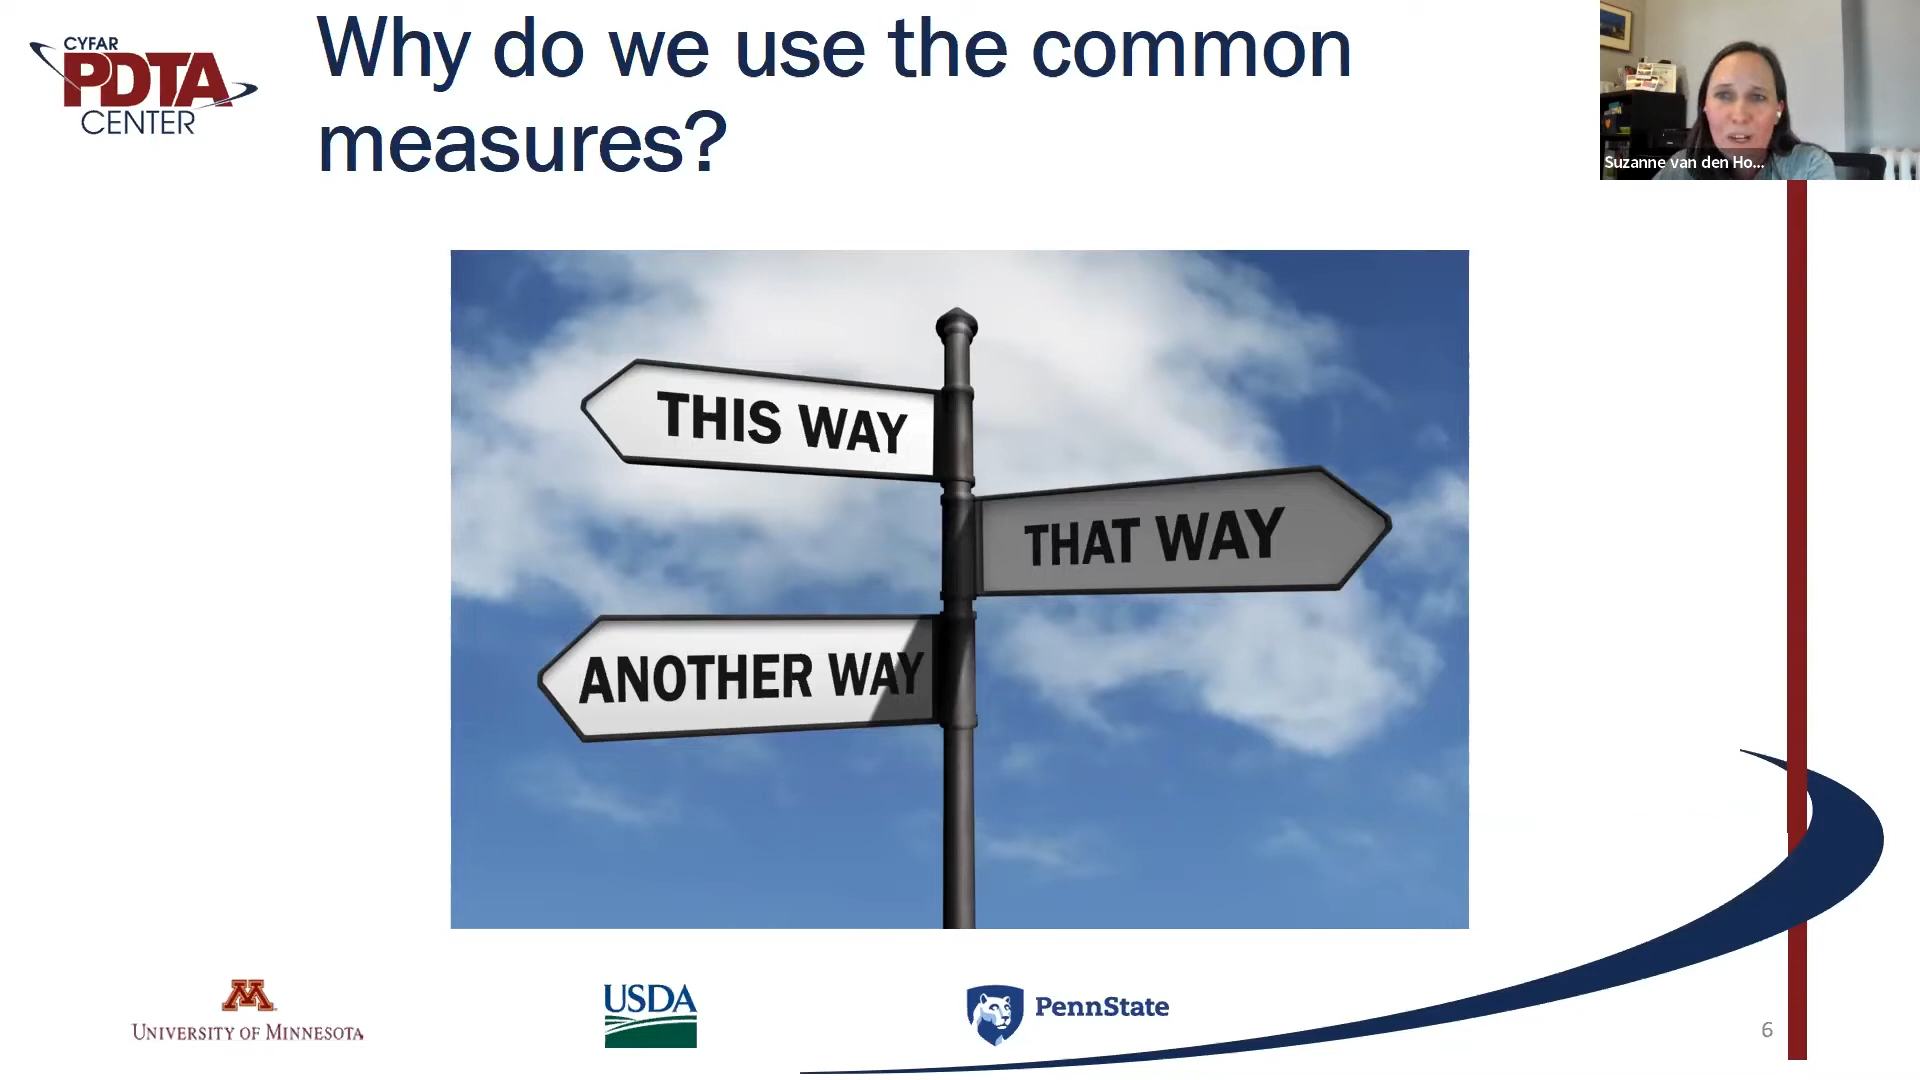 CYFAR
PDTA
CENTER
Why do we use the common
measures?
Suzanne van den Ho...
THIS WAY
THAT WAY
ANOTHER WAY
M
UNIVERSITY OF MINNESOTA
USDA
PennState
6